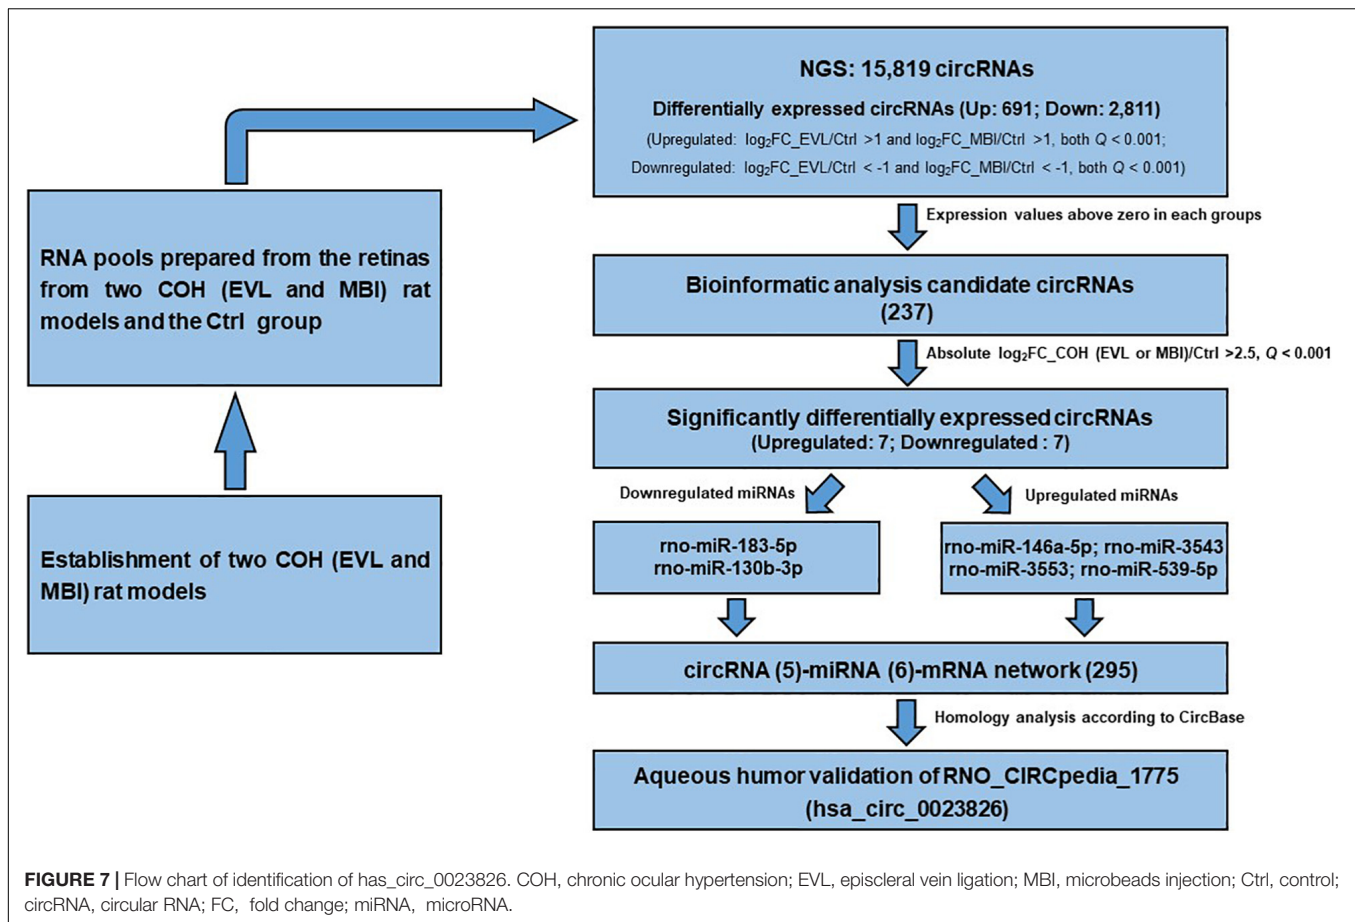 NGS: 15,819 circRNAs
Differentially expressed circRNAs (Up: 691; Down: 2,811)
(Upregulated: log₂FC_EVL/Ctrl >1 and log₂FC_MBI/Ctrl >1, both Q < 0.001;
Downregulated: log₂FC_EVL/Ctrl < -1 and log₂FC_MBI/Ctrl < -1, both Q < 0.001)
Expression values above zero in each groups
RNA pools prepared from the retinas
from two COH (EVL and MBI) rat
models and the Ctrl group
Bioinformatic analysis candidate circRNAs
(237)
Absolute log₂FC_COH (EVL or MBI)/Ctrl >2.5, Q < 0.001
Significantly differentially expressed circRNAs
(Upregulated: 7; Downregulated : 7)
Downregulated miRNAs
Upregulated miRNAs
Establishment of two COH (EVL and
MBI) rat models
rno-miR-183-5p
rno-miR-130b-3p
rno-miR-146a-5p; rno-miR-3543
rno-miR-3553; rno-miR-539-5p
circRNA (5)-miRNA (6)-mRNA network (295)
Homology analysis according to CircBase
Aqueous humor validation of RNO_CIRCpedia_1775
(hsa_circ_0023826)
FIGURE 7 | Flow chart of identification of has_circ_0023826. COH, chronic ocular hypertension; EVL, episcleral vein ligation; MBI, microbeads injection; Ctrl, control;
circRNA, circular RNA; FC, fold change; miRNA, microRNA.